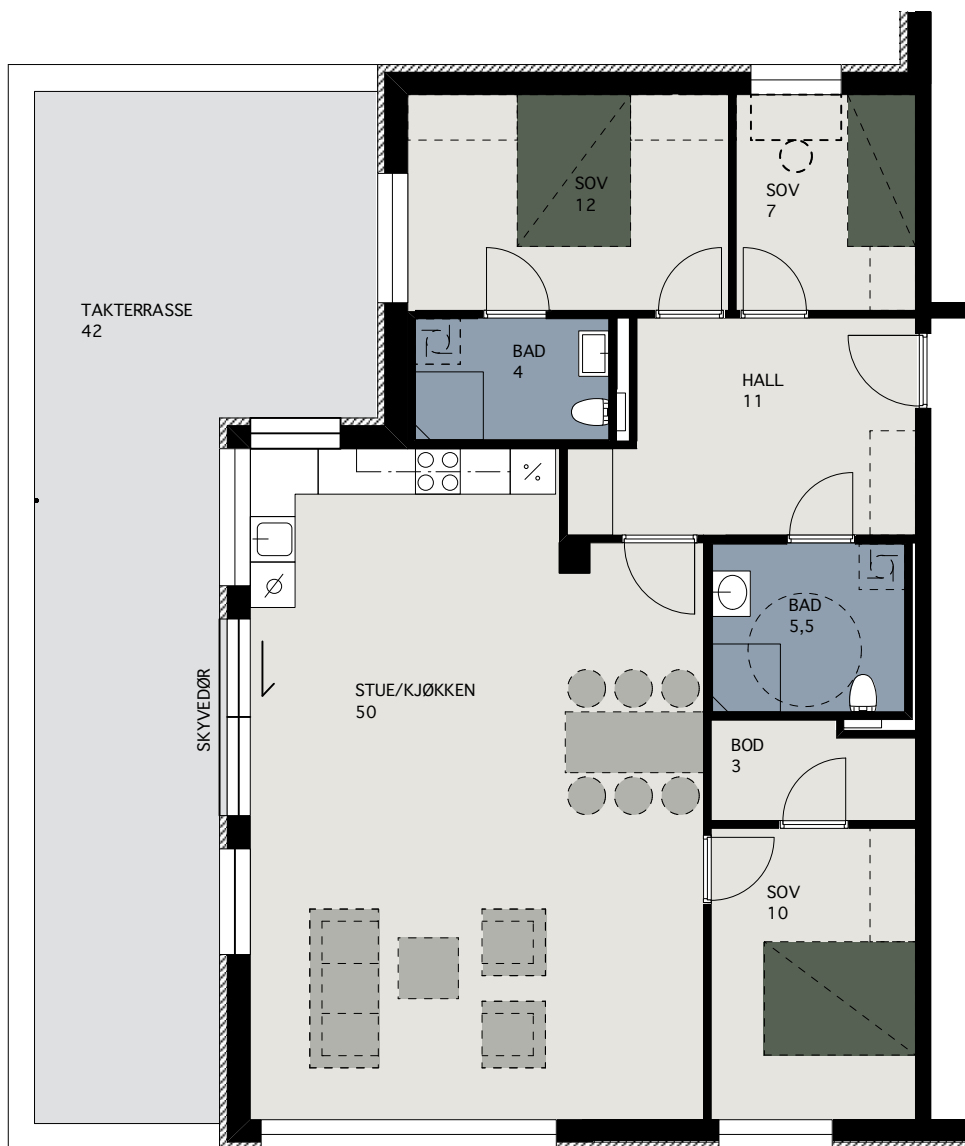 SOV
12
SOV
7
TAKTERRASSE
42
BAD
4
HALL
11
BAD
5,5
SKYVEDØR
STUE/KJØKKEN
50
BOD
3
SOV
10